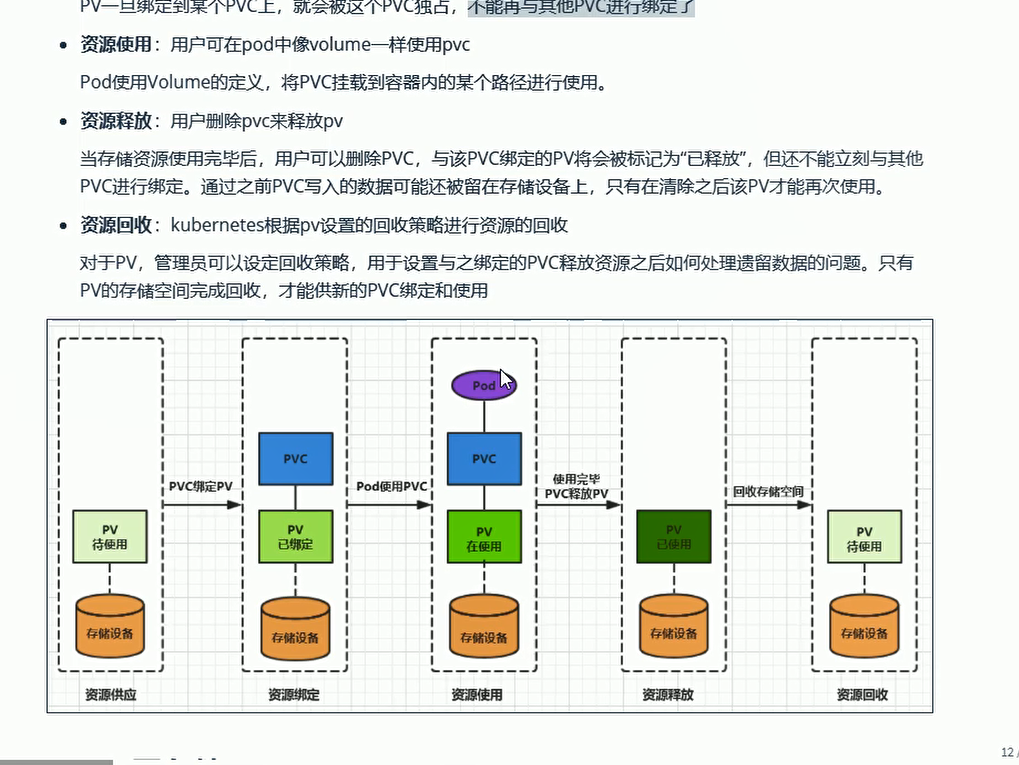 PV一旦绑定到某个PVC上，就会被这个PVC独占，不能再与其他PVC进行绑定了
资源使用：用户可在pod中像volume一样使用pvc
Pod使用Volume的定义，将PVC挂载到容器内的某个路径进行使用。
资源释放：用户删除pvc来释放pv
当存储资源使用完毕后，用户可以删除PVC，与该PVC绑定的PV将会被标记为“已释放”，但还不能立刻与其他
PVC进行绑定。通过之前PVC写入的数据可能还被留在存储设备上，只有在清除之后该PV才能再次使用。
资源回收：kubernetes根据pv设置的回收策略进行资源的回收
对于PV，管理员可以设定回收策略，用于设置与之绑定的PVC释放资源之后如何处理遗留数据的问题。只有
PV的存储空间完成回收，才能供新的PVC绑定和使用
Pod
PVC
PVC
PVC绑定PV
Pod使用PVC
使用完毕
PVC释放PV
回收存储空间
PV
待使用
PV
已绑定
PV
在使用
PV
已使用
PV
待使用
存储设备
存储设备
存储设备
存储设备
存储设备
资源供应
资源绑定
资源使用
资源释放
资源回收
12 /